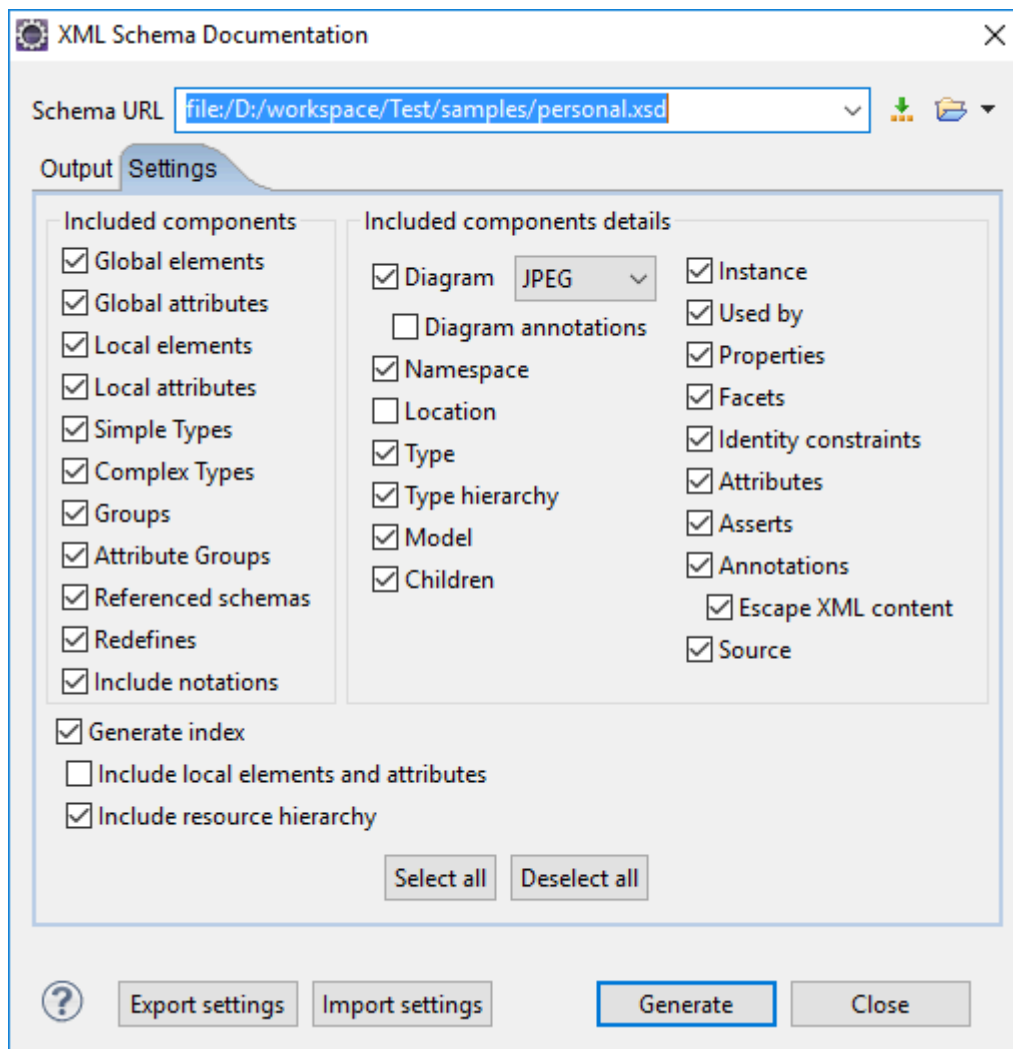 XML Schema Documentation
Schema URL file:/D:/workspace/Test/samples/personal.xsd
Output Settings
Included components
Global elements
Global attributes
Local elements
Local attributes
Simple Types
Complex Types
Groups
Attribute Groups
Referenced schemas
Redefines
Include notations
Included components details
Diagram JPEG
Diagram annotations
Namespace
Location
Type
Type hierarchy
Model
Children
Instance
Used by
Properties
Facets
Identity constraints
Attributes
Asserts
Annotations
Escape XML content
Source
Generate index
Include local elements and attributes
Include resource hierarchy
Select all Deselect all
? Export settings Import settings Generate Close